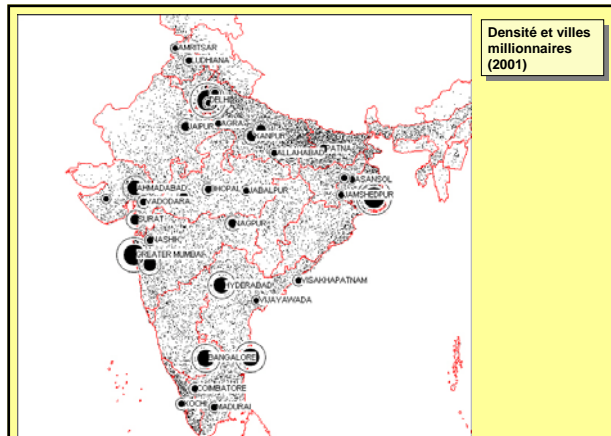 Densité et villes
millionnaires
(2001)
AMRITSAR
LUDHIANA
DELHI
JAIPUR
AGRA
KANPUR
ALLAHABAD
PATNA
ASANSOL
JAMSHEDPUR
AHMADABAD
BHOPAL
JABALPUR
VADODARA
SURAT
NAGPUR
NASHIK
GREATER MUMBAI
HYDERABAD
VISAKHAPATNAM
VIJAYAWADA
BANGALORE
COIMBATORE
KOCHI
MADURAI